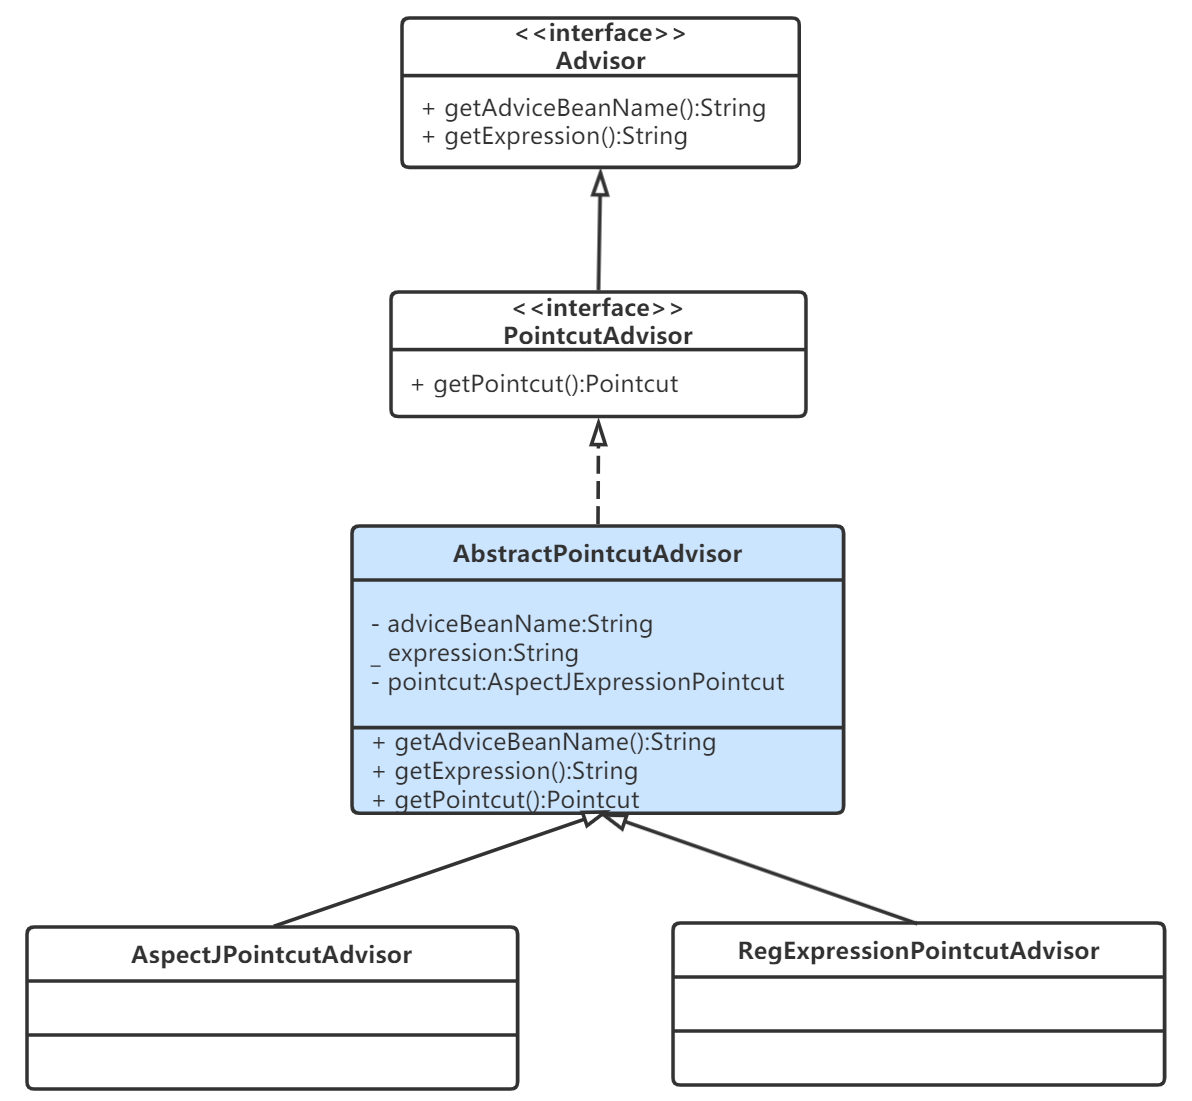 <<interface>>
Advisor
+ getAdviceBeanName():String
+ getExpression():String
<<interface>>
PointcutAdvisor
+ getPointcut():Pointcut
AbstractPointcutAdvisor
- adviceBeanName:String
_ expression:String
- pointcut:AspectJExpressionPointcut
+ getAdviceBeanName():String
+ getExpression():String
+ getPointcut():Pointcut
AspectJPointcutAdvisor
RegExpressionPointcutAdvisor